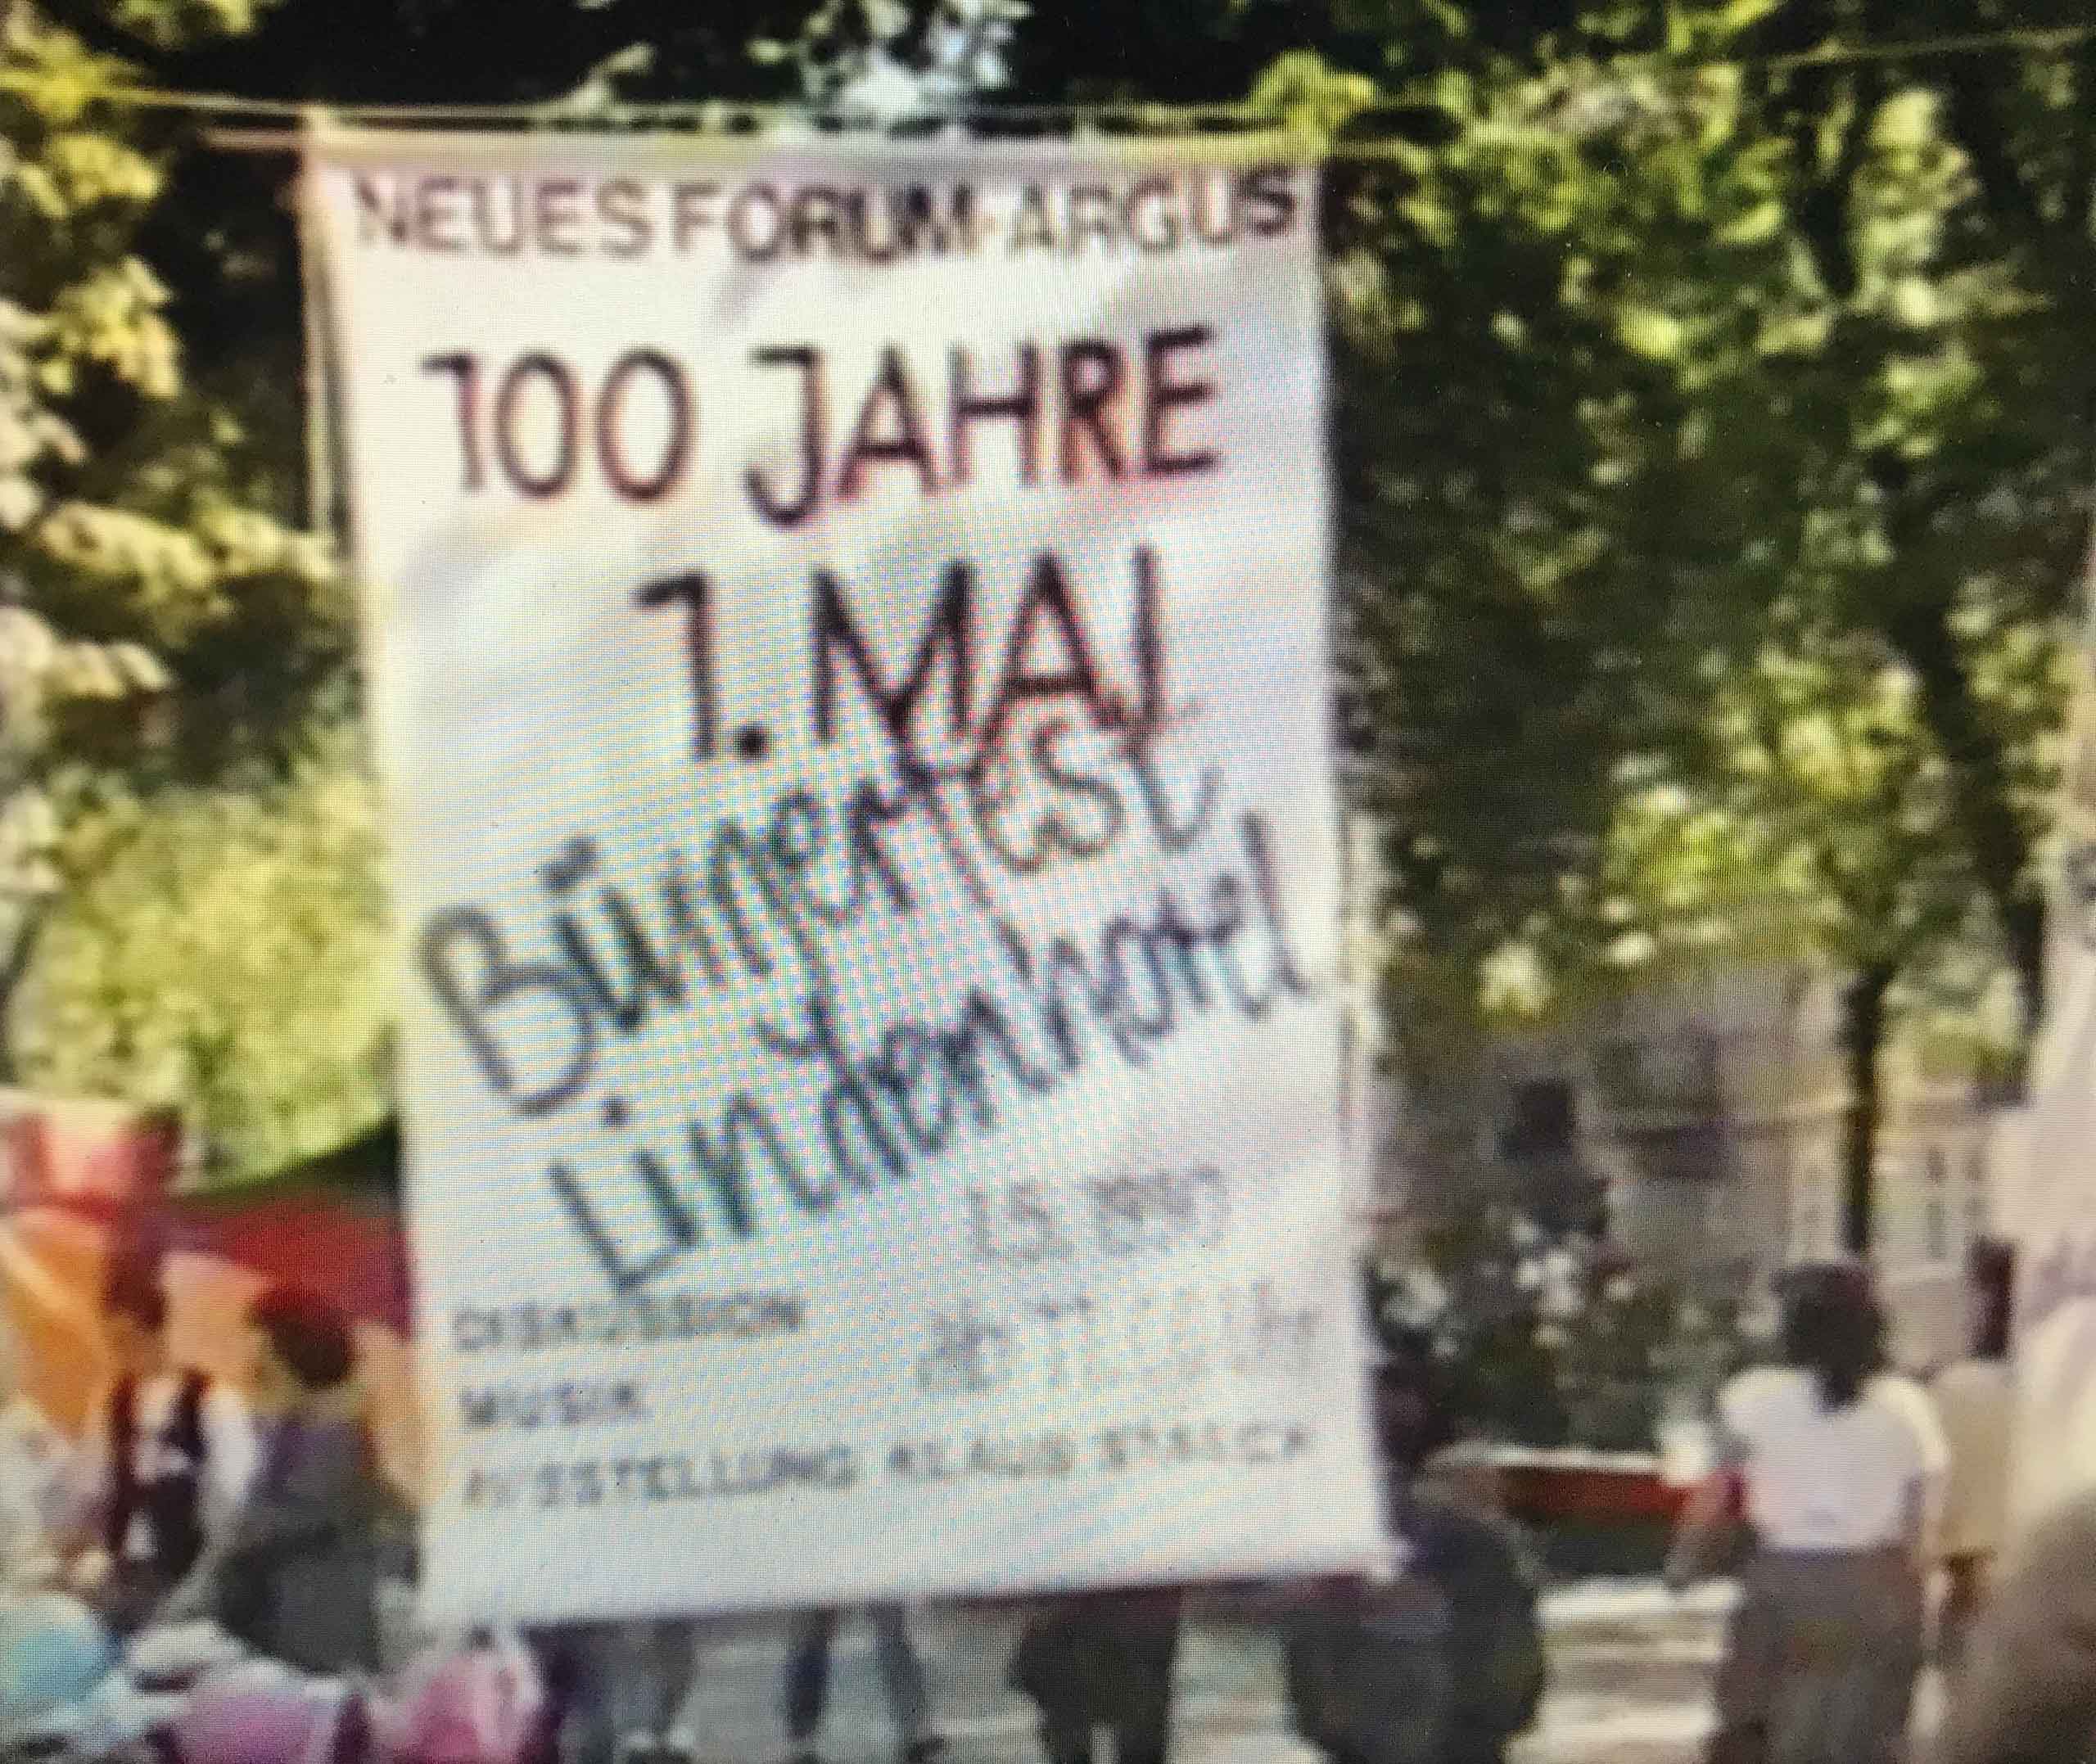 NEUES FORUM ARGUS
100 JAHRE
1. MAI
Bürgerfest
Lindenhotel
DISKUSSION
MUSIK
AUSSTELLUNG KLAUS STAECK